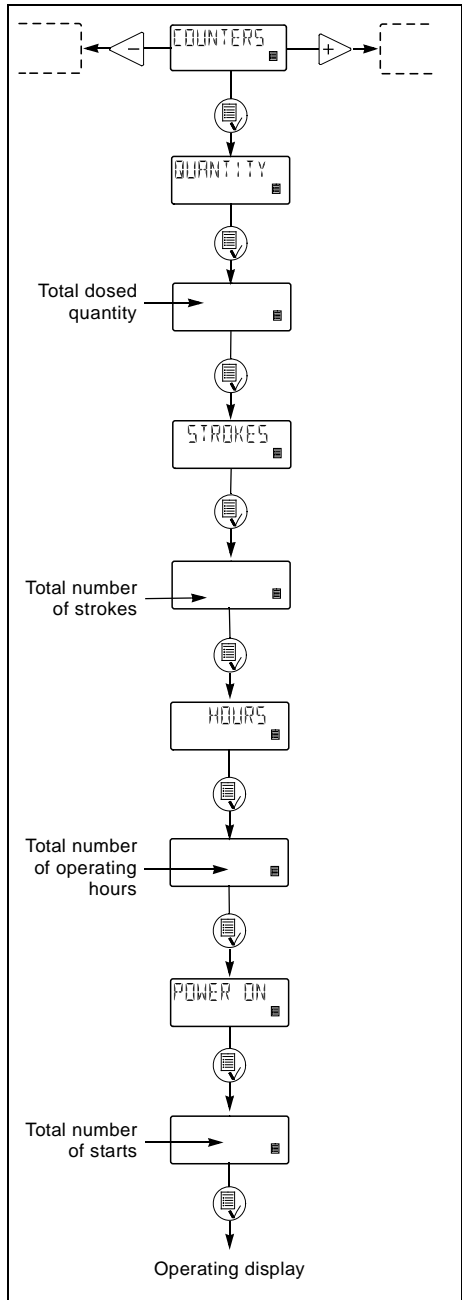 COUNTERS
−
+
QUANTITY
Total dosed
quantity
STROKES
Total number
of strokes
HOURS
Total number
of operating
hours
POWER ON
Total number
of starts
Operating display